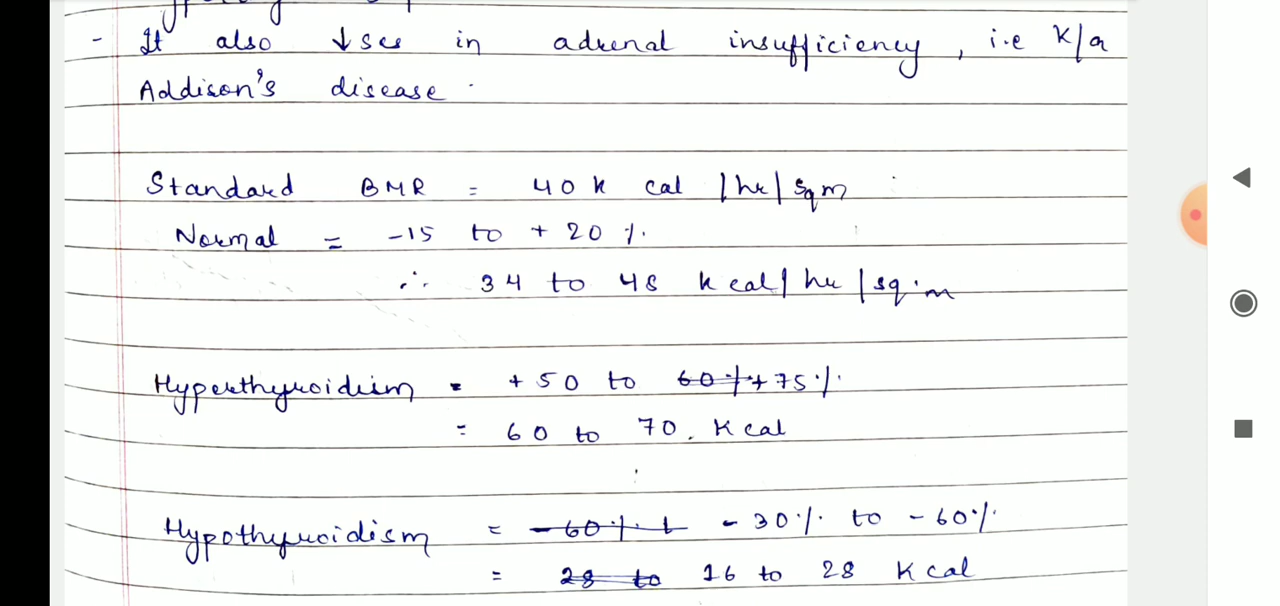 - It also ↓ses in adrenal insufficiency, i.e k/a
Addison's disease.
Standard BMR = 40 k cal / hr / sqm
Normal = -15 to + 20 %.
∴ 34 to 48 k cal / hr / sq.m
Hyperthyroidism = + 50 to 60% + 75%.
= 60 to 70. Kcal
Hypothyroidism = -60% t - 30% to - 60%
= 28 to 16 to 28 Kcal